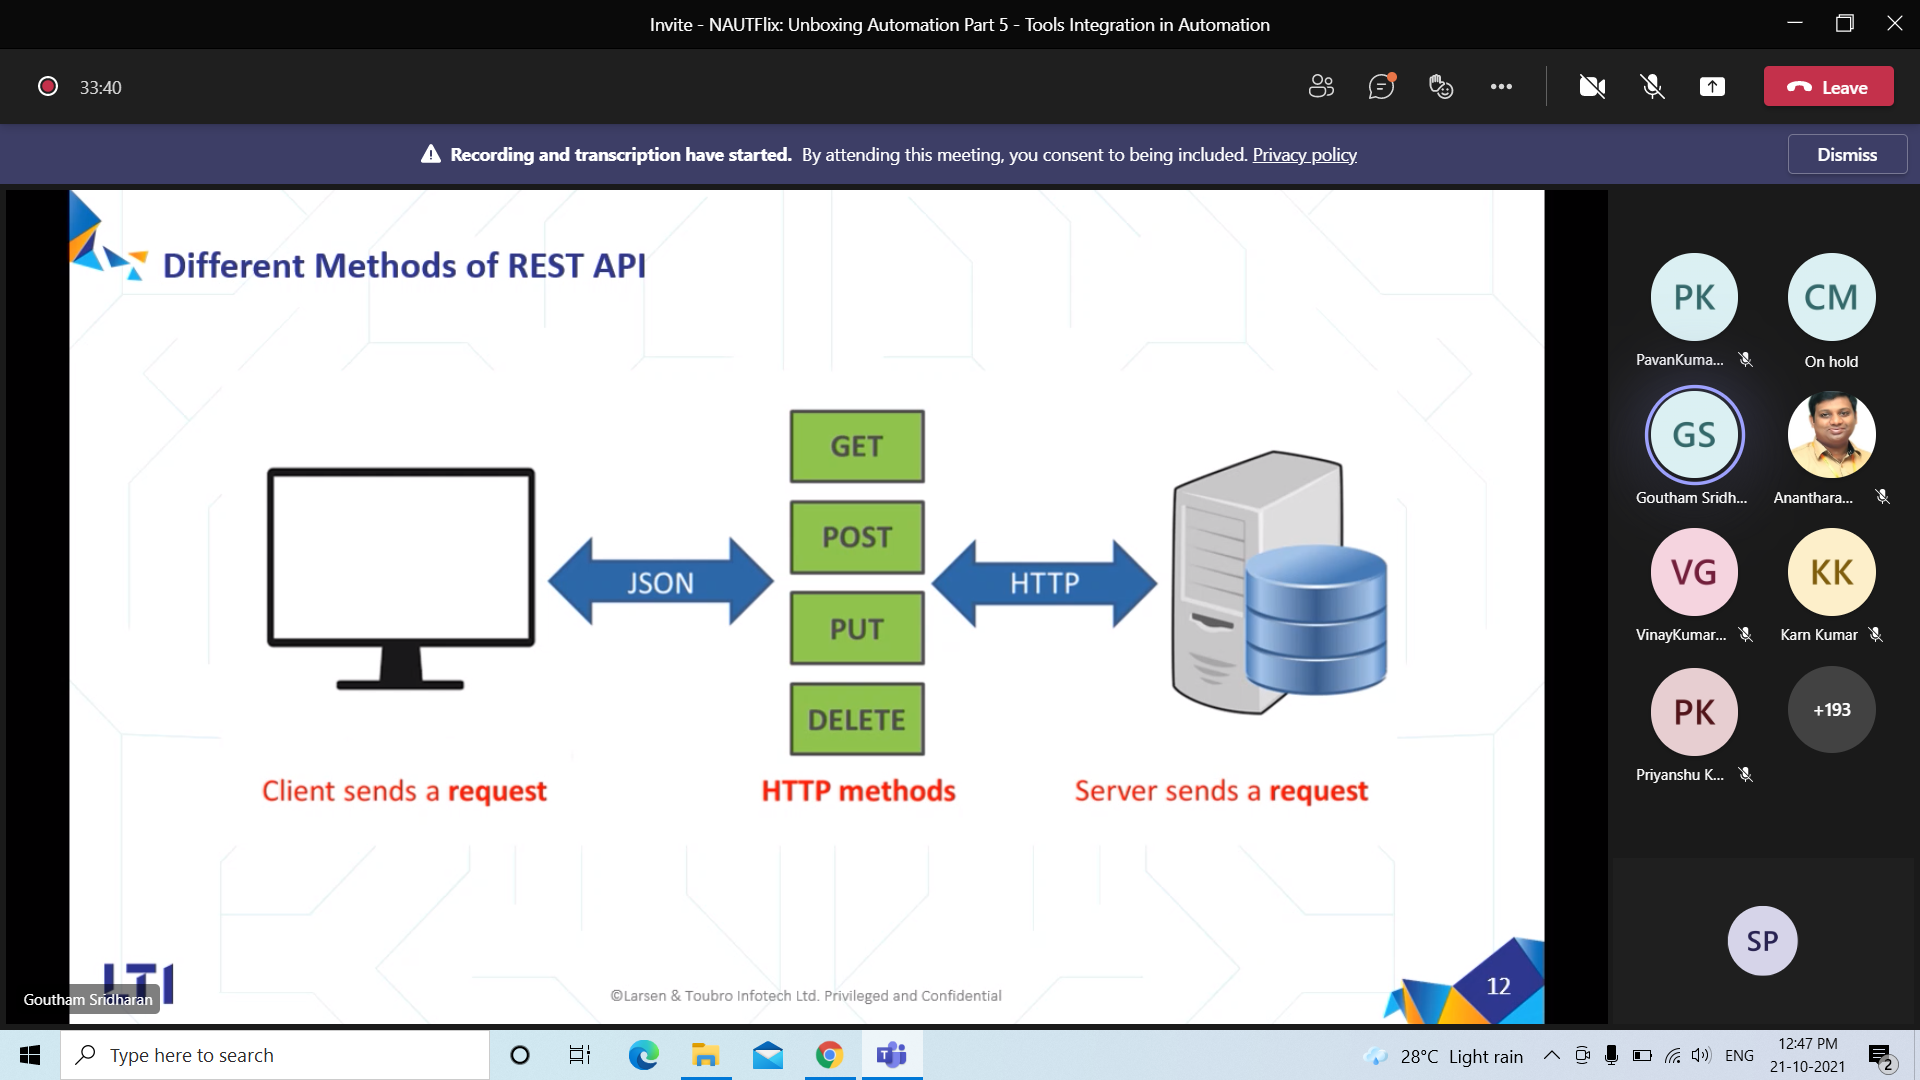 Invite - NAUTFlix: Unboxing Automation Part 5 - Tools Integration in Automation
33:40
Leave
Recording and transcription have started. By attending this meeting, you consent to being included. Privacy policy
Dismiss
Different Methods of REST API
GET
POST
PUT
DELETE
JSON
HTTP
Client sends a request
HTTP methods
Server sends a request
LTI
Goutham Sridharan
©Larsen & Toubro Infotech Ltd. Privileged and Confidential
12
PK
PavanKuma...
CM
On hold
GS
Goutham Sridh...
Ananthara...
VG
VinayKumar...
KK
Karn Kumar
PK
Priyanshu K...
+193
SP
Type here to search
28°C Light rain
ENG
12:47 PM
21-10-2021
2